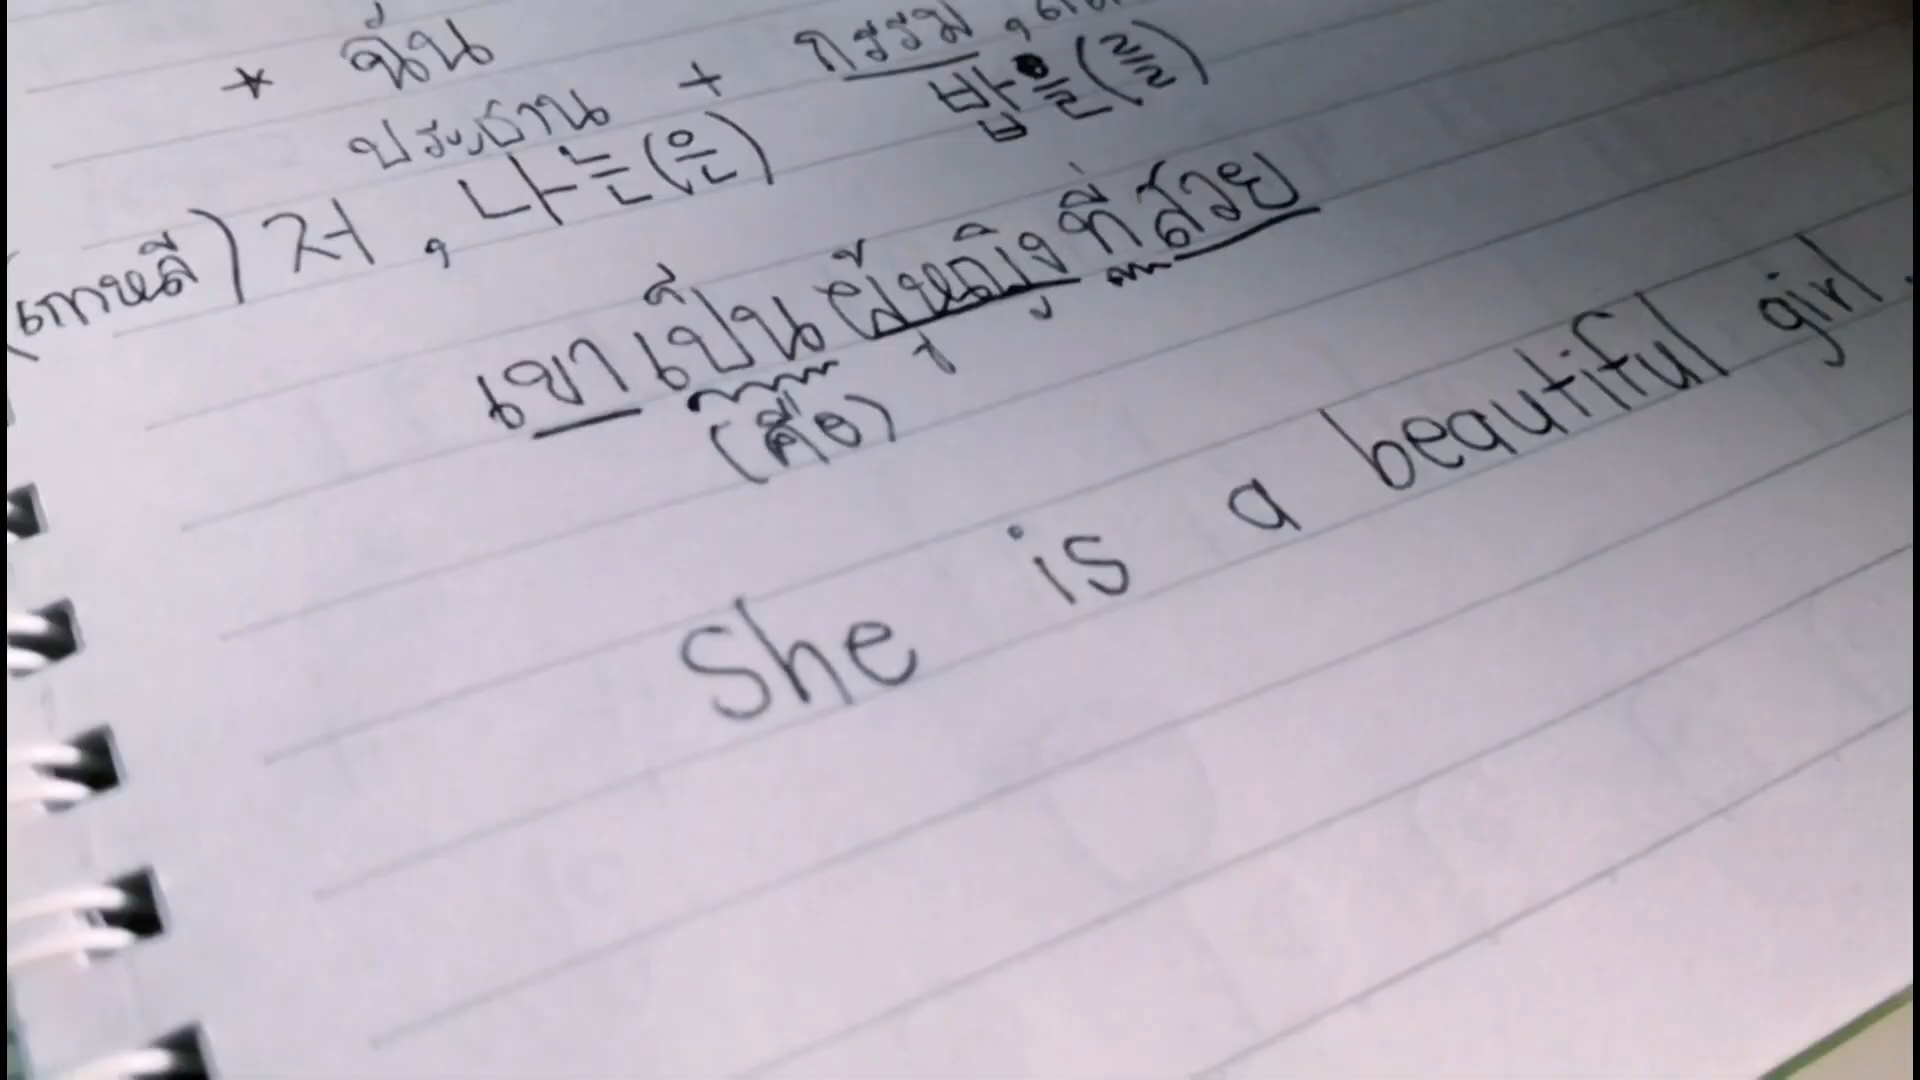 * ฉัน
ประธาน + กรรม,
(เกาหลี) 저, 나는(은) 밥을(를)
เขาเป็นผู้หญิงที่สวย
(คือ)
She is a beautiful girl.